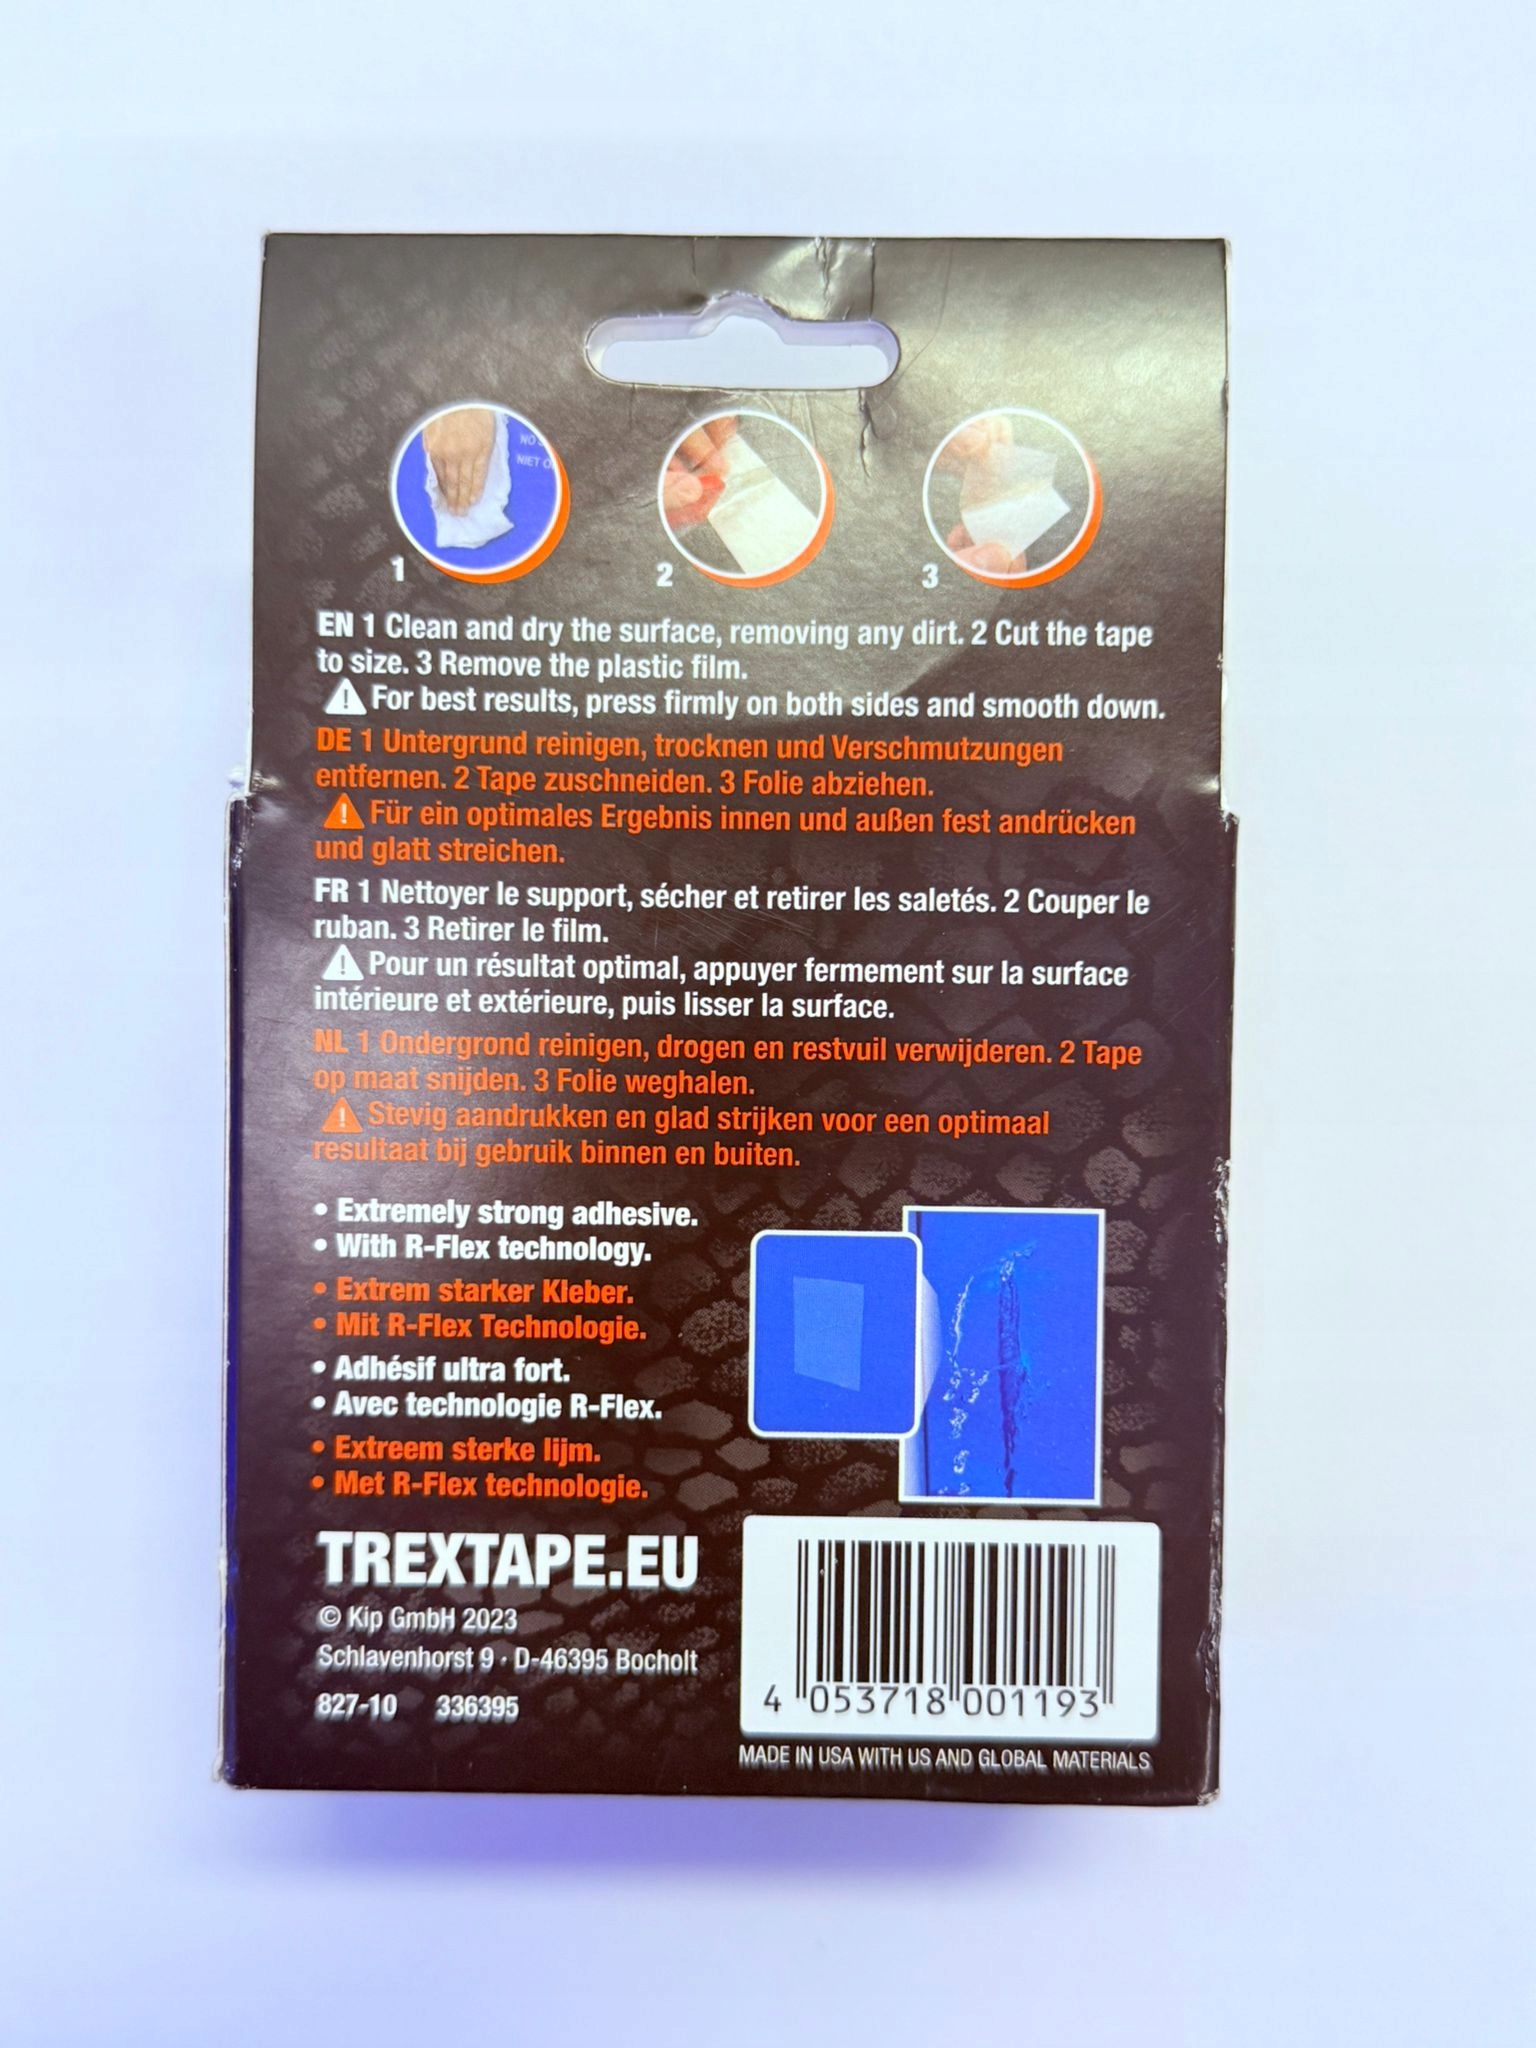 NO S
NIET O
1
2
3
EN 1 Clean and dry the surface, removing any dirt. 2 Cut the tape
to size. 3 Remove the plastic film.
For best results, press firmly on both sides and smooth down.
DE 1 Untergrund reinigen, trocknen und Verschmutzungen
entfernen. 2 Tape zuschneiden. 3 Folie abziehen.
Für ein optimales Ergebnis innen und außen fest andrücken
und glatt streichen.
FR 1 Nettoyer le support, sécher et retirer les saletés. 2 Couper le
ruban. 3 Retirer le film.
Pour un résultat optimal, appuyer fermement sur la surface
intérieure et extérieure, puis lisser la surface.
NL 1 Ondergrond reinigen, drogen en restvuil verwijderen. 2 Tape
op maat snijden. 3 Folie weghalen.
Stevig aandrukken en glad strijken voor een optimaal
resultaat bij gebruik binnen en buiten.
• Extremely strong adhesive.
• With R-Flex technology.
• Extrem starker Kleber.
• Mit R-Flex Technologie.
• Adhésif ultra fort.
• Avec technologie R-Flex.
• Extreem sterke lijm.
• Met R-Flex technologie.
TREXTAPE.EU
© Kip GmbH 2023
Schlavenhorst 9 · D-46395 Bocholt
827-10 336395
4 053718 001193
MADE IN USA WITH US AND GLOBAL MATERIALS